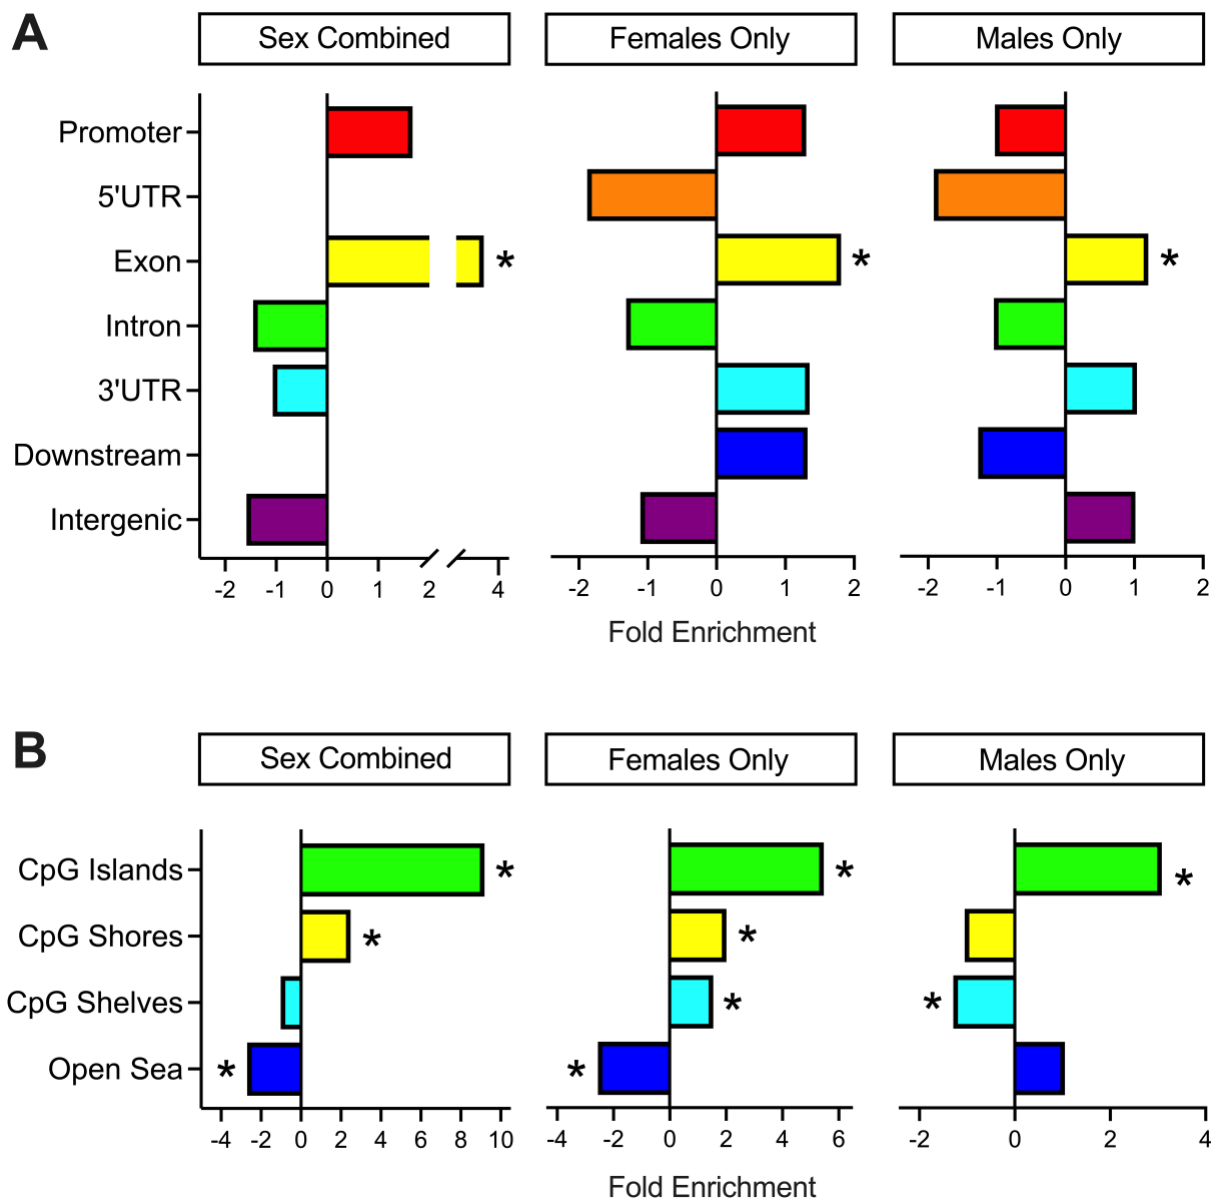 A
Sex Combined Females Only Males Only
Promoter
5'UTR
Exon * * *
Intron
3'UTR
Downstream
Intergenic
-2 -1 0 1 2 4 -2 -1 0 1 2 -2 -1 0 1 2
Fold Enrichment
B
Sex Combined Females Only Males Only
CpG Islands * * *
CpG Shores * *
CpG Shelves * *
Open Sea * *
-4 -2 0 2 4 6 8 10 -4 -2 0 2 4 6 -2 0 2 4
Fold Enrichment